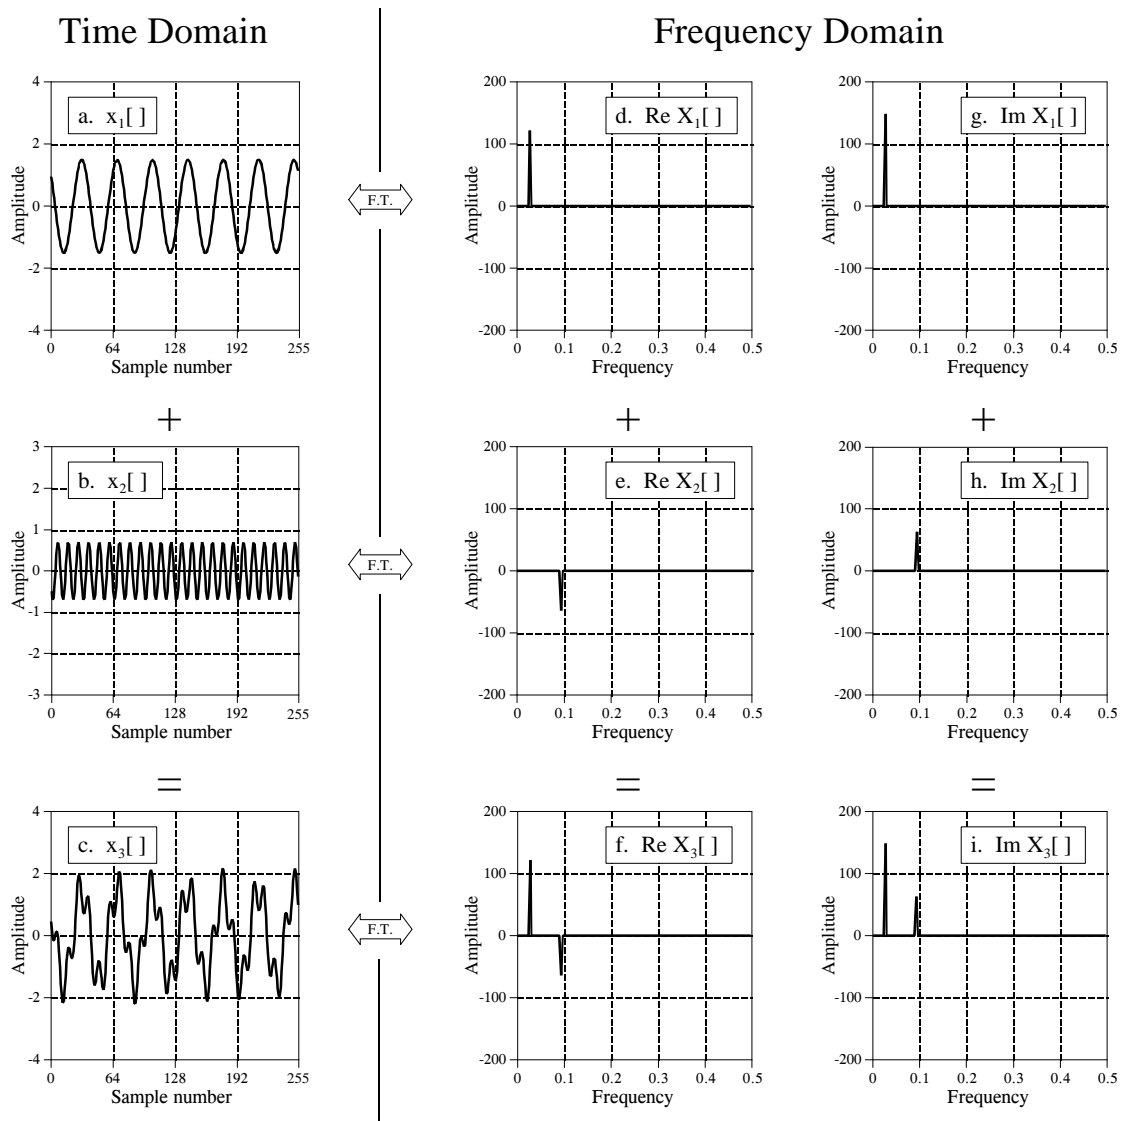 Time Domain
Frequency Domain
a. x₁[ ]
4
2
0
-2
-4
Amplitude
0 64 128 192 255
Sample number
F.T.
d. Re X₁[ ]
200
100
0
-100
-200
Amplitude
0 0.1 0.2 0.3 0.4 0.5
Frequency
g. Im X₁[ ]
200
100
0
-100
-200
Amplitude
0 0.1 0.2 0.3 0.4 0.5
Frequency
+ + +
b. x₂[ ]
3
2
1
0
-1
-2
-3
Amplitude
0 64 128 192 255
Sample number
F.T.
e. Re X₂[ ]
200
100
0
-100
-200
Amplitude
0 0.1 0.2 0.3 0.4 0.5
Frequency
h. Im X₂[ ]
200
100
0
-100
-200
Amplitude
0 0.1 0.2 0.3 0.4 0.5
Frequency
= = =
c. x₃[ ]
4
2
0
-2
-4
Amplitude
0 64 128 192 255
Sample number
F.T.
f. Re X₃[ ]
200
100
0
-100
-200
Amplitude
0 0.1 0.2 0.3 0.4 0.5
Frequency
i. Im X₃[ ]
200
100
0
-100
-200
Amplitude
0 0.1 0.2 0.3 0.4 0.5
Frequency